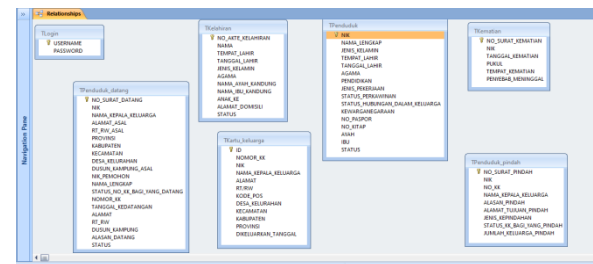 Relationships
Navigation Pane
TLogin
USERNAME
PASSWORD
TKelahiran
NO_AKTE_KELAHIRAN
NAMA
TEMPAT_LAHIR
TANGGAL_LAHIR
JENIS_KELAMIN
AGAMA
NAMA_AYAH_KANDUNG
NAMA_IBU_KANDUNG
ANAK_KE
ALAMAT_DOMISILI
STATUS
TPenduduk
NIK
NAMA_LENGKAP
JENIS_KELAMIN
TEMPAT_LAHIR
TANGGAL_LAHIR
AGAMA
PENDIDIKAN
JENIS_PEKERJAAN
STATUS_PERKAWINAN
STATUS_HUBUNGAN_DALAM_KELUARGA
KEWARGANEGARAAN
NO_PASPOR
NO_KITAP
AYAH
IBU
STATUS
TKematian
NO_SURAT_KEMATIAN
NIK
TANGGAL_KEMATIAN
PUKUL
TEMPAT_KEMATIAN
PENYEBAB_MENINGGAL
TPenduduk_datang
NO_SURAT_DATANG
NIK
NAMA_KEPALA_KELUARGA
ALAMAT_ASAL
RT_RW_ASAL
PROVINSI
KABUPATEN
KECAMATAN
DESA_KELURAHAN
DUSUN_KAMPUNG_ASAL
NIK_PEMOHON
NAMA_LENGKAP
STATUS_NO_KK_BAGI_YANG_DATANG
NOMOR_KK
TANGGAL_KEDATANGAN
ALAMAT
RT_RW
DUSUN_KAMPUNG
ALASAN_DATANG
STATUS
TKartu_keluarga
ID
NOMOR_KK
NIK
NAMA_KEPALA_KELUARGA
ALAMAT
RT/RW
KODE_POS
DESA_KELURAHAN
KECAMATAN
KABUPATEN
PROVINSI
DIKELUARKAN_TANGGAL
TPenduduk_pindah
NO_SURAT_PINDAH
NIK
NO_KK
NAMA_KEPALA_KELUARGA
ALASAN_PINDAH
ALAMAT_TUJUAN_PINDAH
JENIS_KEPINDAHAN
STATUS_KK_BAGI_YANG_PINDAH
JUMLAH_KELUARGA_PINDAH